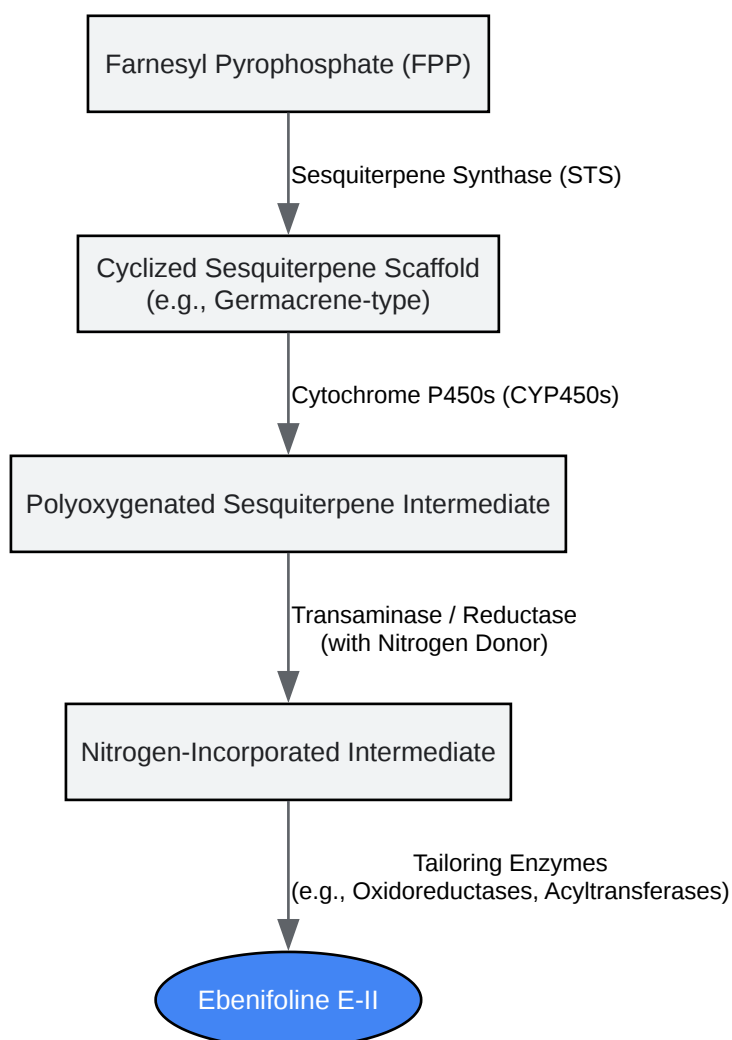 Farnesyl Pyrophosphate (FPP)
Sesquiterpene Synthase (STS)
Cyclized Sesquiterpene Scaffold
(e.g., Germacrene-type)
Cytochrome P450s (CYP450s)
Polyoxygenated Sesquiterpene Intermediate
Transaminase / Reductase
(with Nitrogen Donor)
Nitrogen-Incorporated Intermediate
Tailoring Enzymes
(e.g., Oxidoreductases, Acyltransferases)
Ebenifoline E-II